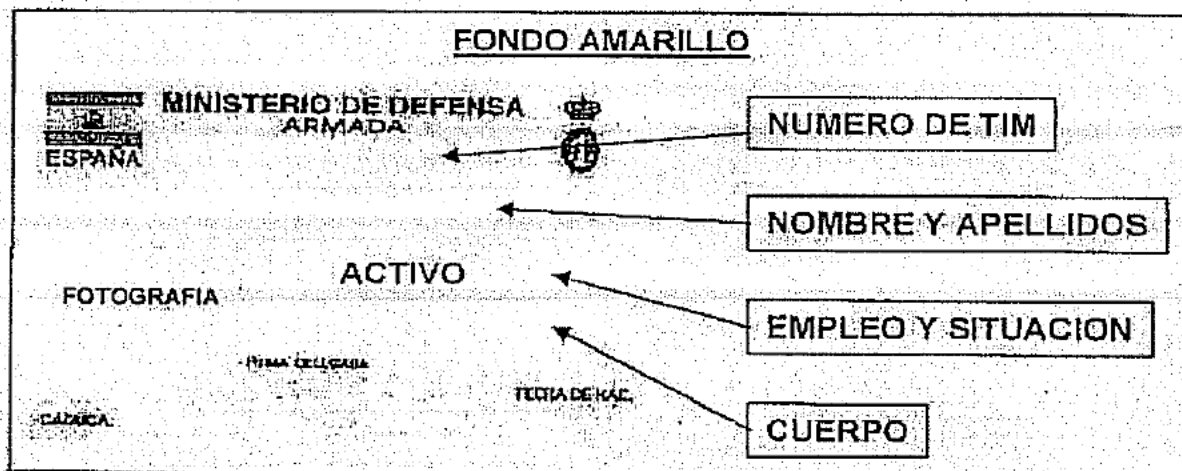 FONDO AMARILLO
MINISTERIO DE DEFENSA
ARMADA
ESPAÑA
NUMERO DE TIM
NOMBRE Y APELLIDOS
ACTIVO
FOTOGRAFIA
EMPLEO Y SITUACION
CUERPO